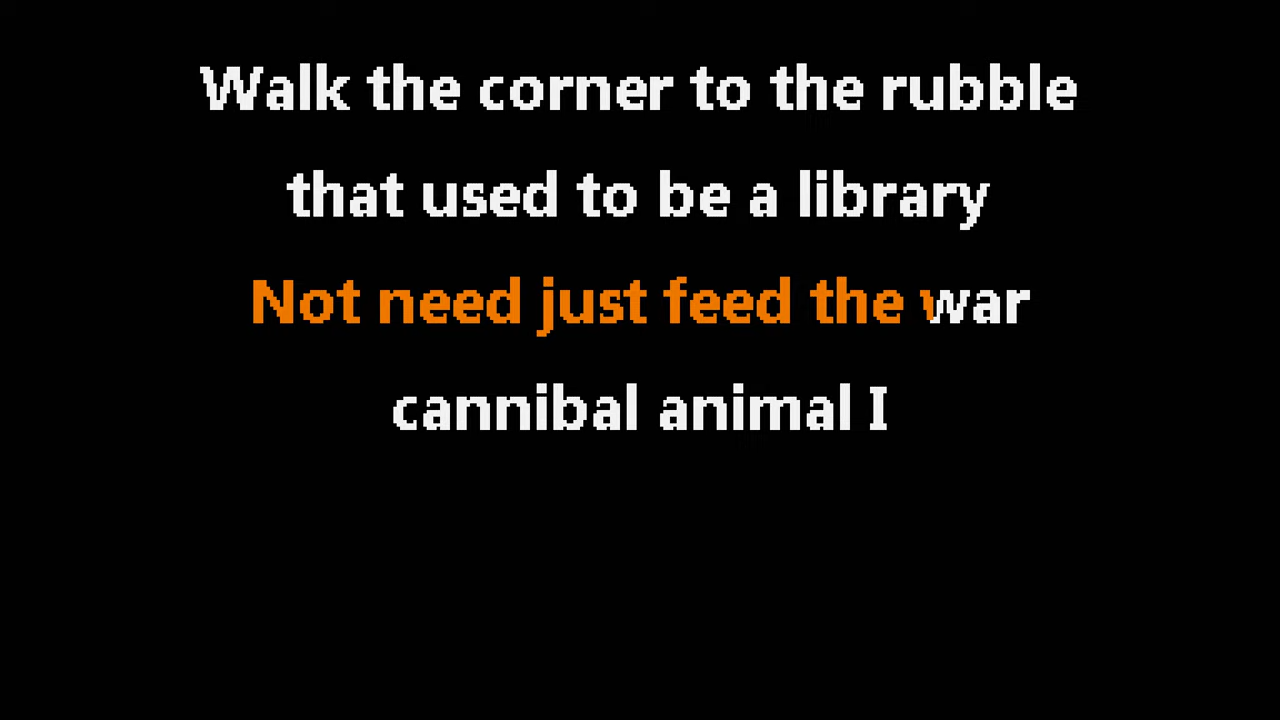 Walk the corner to the rubble
that used to be a library
Not need just feed the war
cannibal animal I